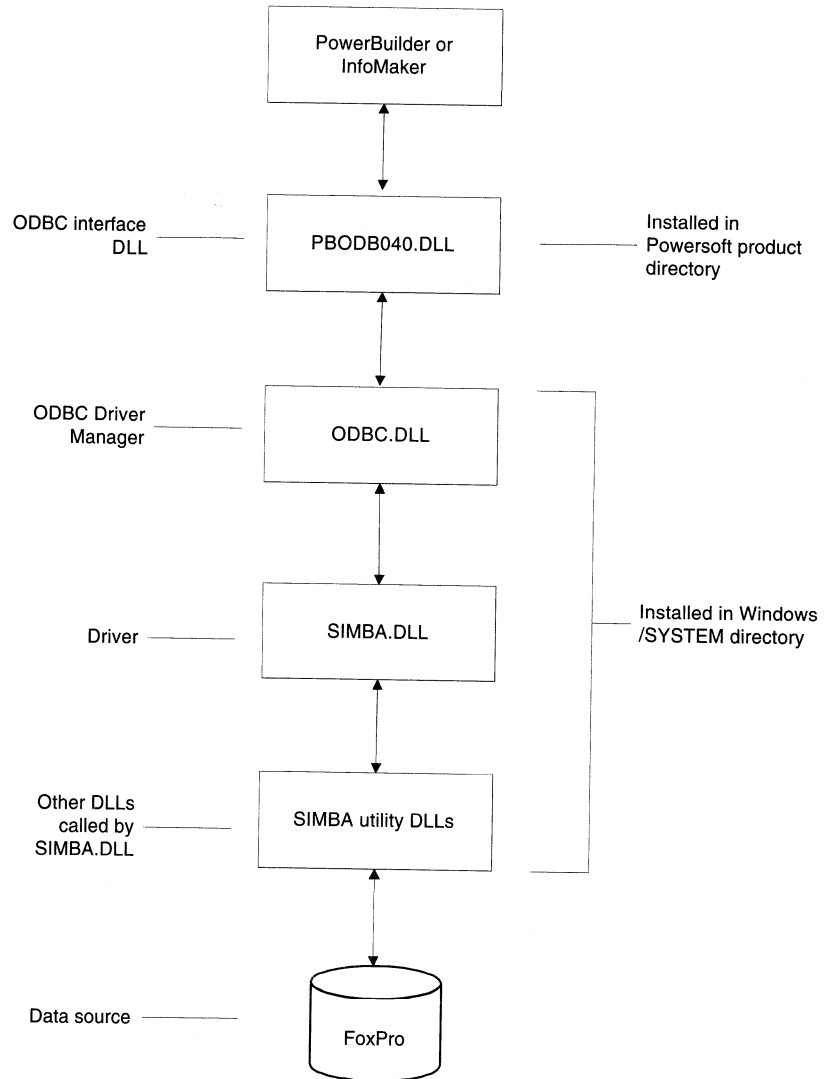 PowerBuilder or
InfoMaker
ODBC interface
DLL
PBODB040.DLL
Installed in
Powersoft product
directory
ODBC Driver
Manager
ODBC.DLL
Driver
SIMBA.DLL
Installed in Windows
/SYSTEM directory
Other DLLs
called by
SIMBA.DLL
SIMBA utility DLLs
Data source
FoxPro